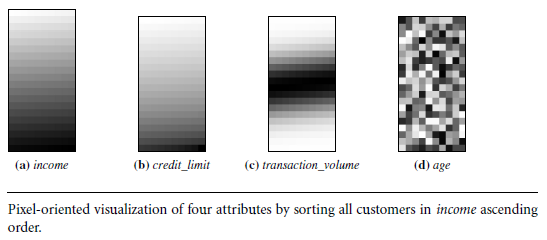 (a) income
(b) credit_limit
(c) transaction_volume
(d) age
Pixel-oriented visualization of four attributes by sorting all customers in income ascending
order.